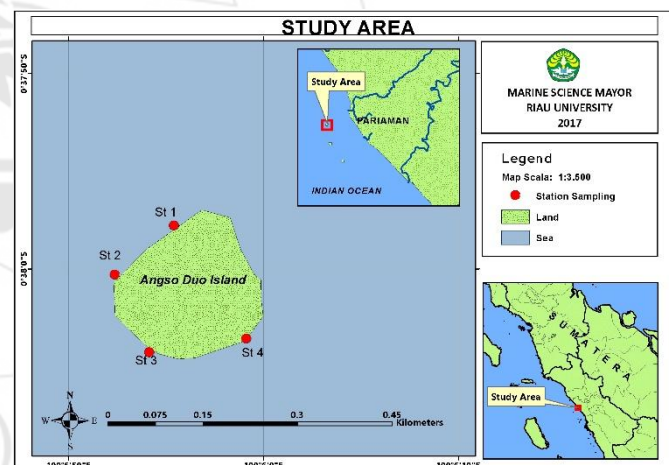 STUDY AREA
Study Area
PARIAMAN
INDIAN OCEAN
St 1
St 2
Angso Duo Island
St 3
St 4
N
W E
S
0 0.075 0.15 0.3 0.45
Kilometers
MARINE SCIENCE MAYOR
RIAU UNIVERSITY
2017
Legend
Map Scala: 1:3.500
Station Sampling
Land
Sea
SUMATERA
Study Area